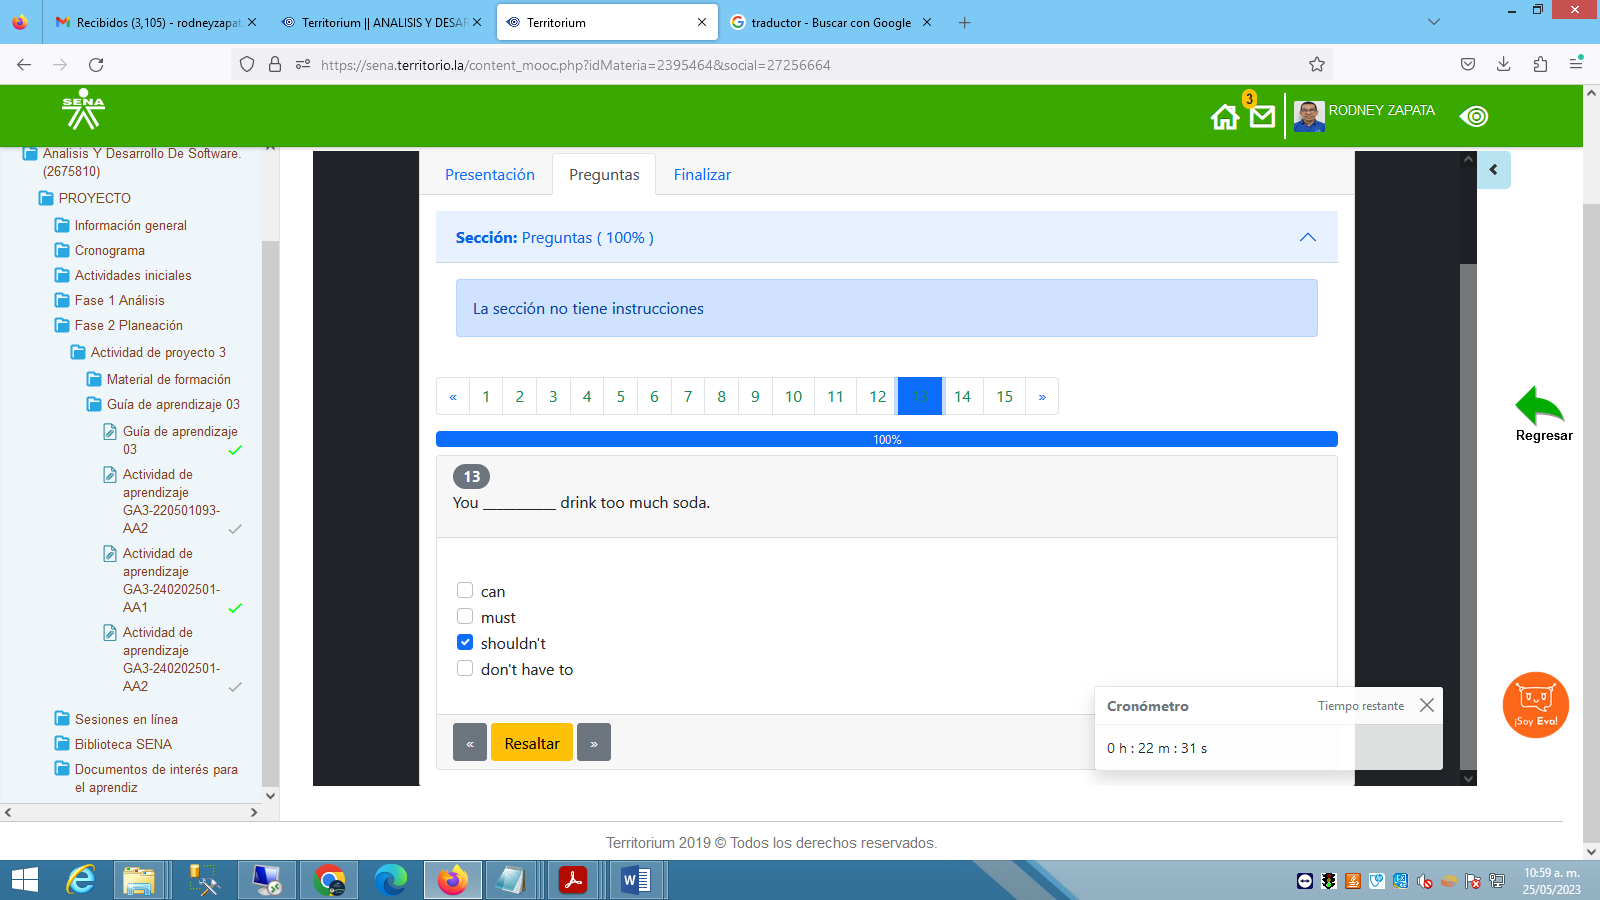 Recibidos (3,105) - rodneyzapat
Territorium || ANALISIS Y DESAR
Territorium
traductor - Buscar con Google
https://sena.territorio.la/content_mooc.php?idMateria=2395464&social=27256664
SENA
3
RODNEY ZAPATA
Analisis Y Desarrollo De Software.
(2675810)
PROYECTO
Información general
Cronograma
Actividades iniciales
Fase 1 Análisis
Fase 2 Planeación
Actividad de proyecto 3
Material de formación
Guía de aprendizaje 03
Guía de aprendizaje
03
Actividad de
aprendizaje
GA3-220501093-
AA2
Actividad de
aprendizaje
GA3-240202501-
AA1
Actividad de
aprendizaje
GA3-240202501-
AA2
Sesiones en línea
Biblioteca SENA
Documentos de interés para
el aprendiz
Presentación Preguntas Finalizar
Sección: Preguntas ( 100% )
La sección no tiene instrucciones
« 1 2 3 4 5 6 7 8 9 10 11 12 13 14 15 »
100%
13
You _________ drink too much soda.
can
must
shouldn't
don't have to
« Resaltar »
Cronómetro Tiempo restante
0 h : 22 m : 31 s
Regresar
¡Soy Eva!
Territorium 2019 © Todos los derechos reservados.
10:59 a. m.
25/05/2023